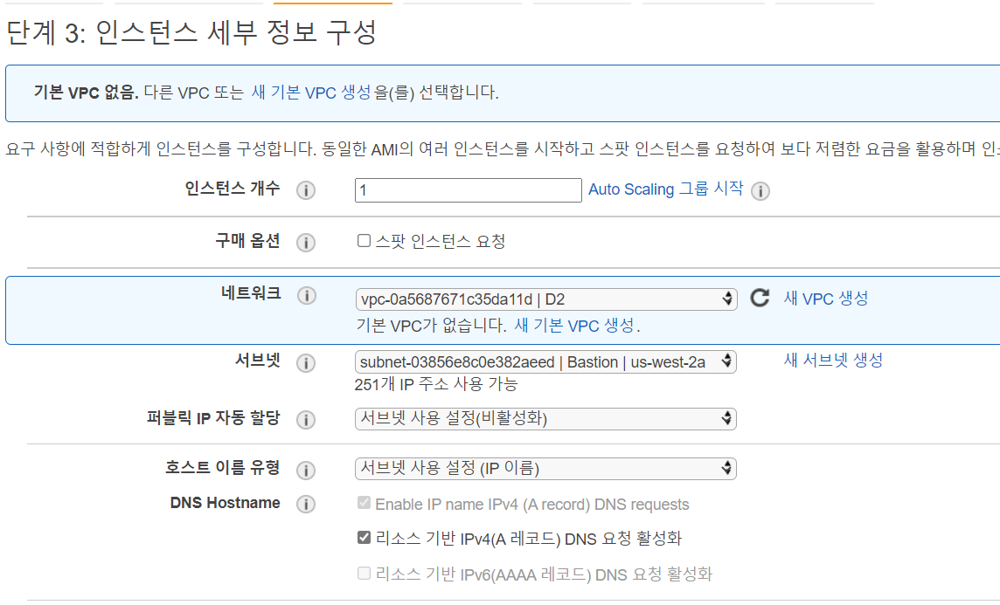 단계 3: 인스턴스 세부 정보 구성
기본 VPC 없음. 다른 VPC 또는 새 기본 VPC 생성을(를) 선택합니다.
요구 사항에 적합하게 인스턴스를 구성합니다. 동일한 AMI의 여러 인스턴스를 시작하고 스팟 인스턴스를 요청하여 보다 저렴한 요금을 활용하며
인스턴스 개수 1 Auto Scaling 그룹 시작
구매 옵션 스팟 인스턴스 요청
네트워크 vpc-0a5687671c35da11d | D2 새 VPC 생성
기본 VPC가 없습니다. 새 기본 VPC 생성.
서브넷 subnet-03856e8c0e382aeed | Bastion | us-west-2a 새 서브넷 생성
251개 IP 주소 사용 가능
퍼블릭 IP 자동 할당 서브넷 사용 설정(비활성화)
호스트 이름 유형 서브넷 사용 설정 (IP 이름)
DNS Hostname Enable IP name IPv4 (A record) DNS requests
리소스 기반 IPv4(A 레코드) DNS 요청 활성화
리소스 기반 IPv6(AAAA 레코드) DNS 요청 활성화